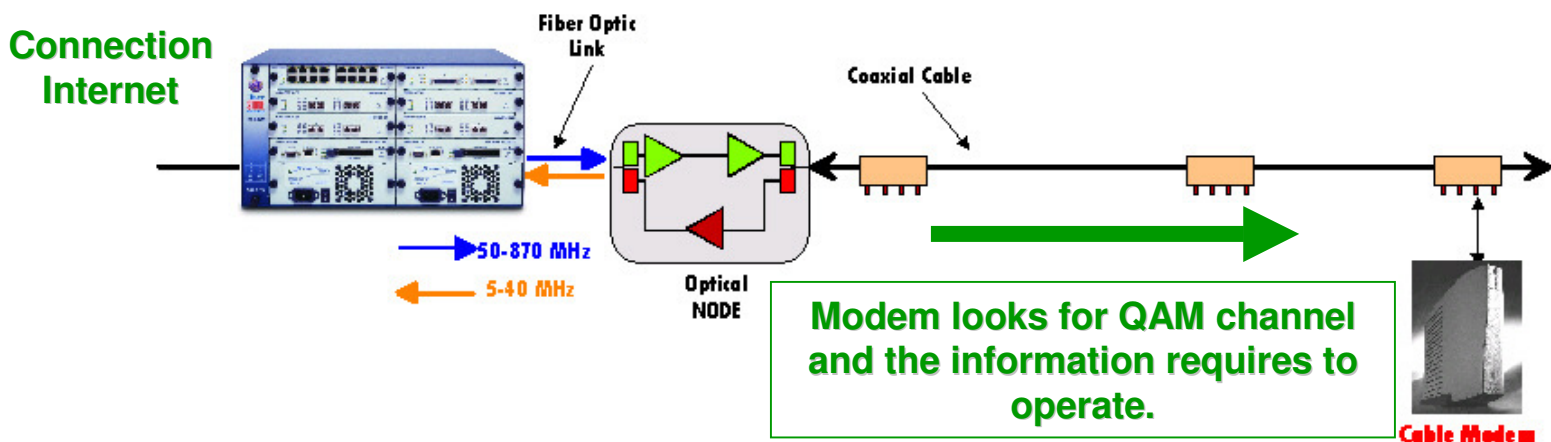 Connection
Internet
Fiber Optic
Link
Coaxial Cable
50-870 MHz
5-40 MHz
Optical
NODE
Modem looks for QAM channel
and the information requires to
operate.
Cable Modem